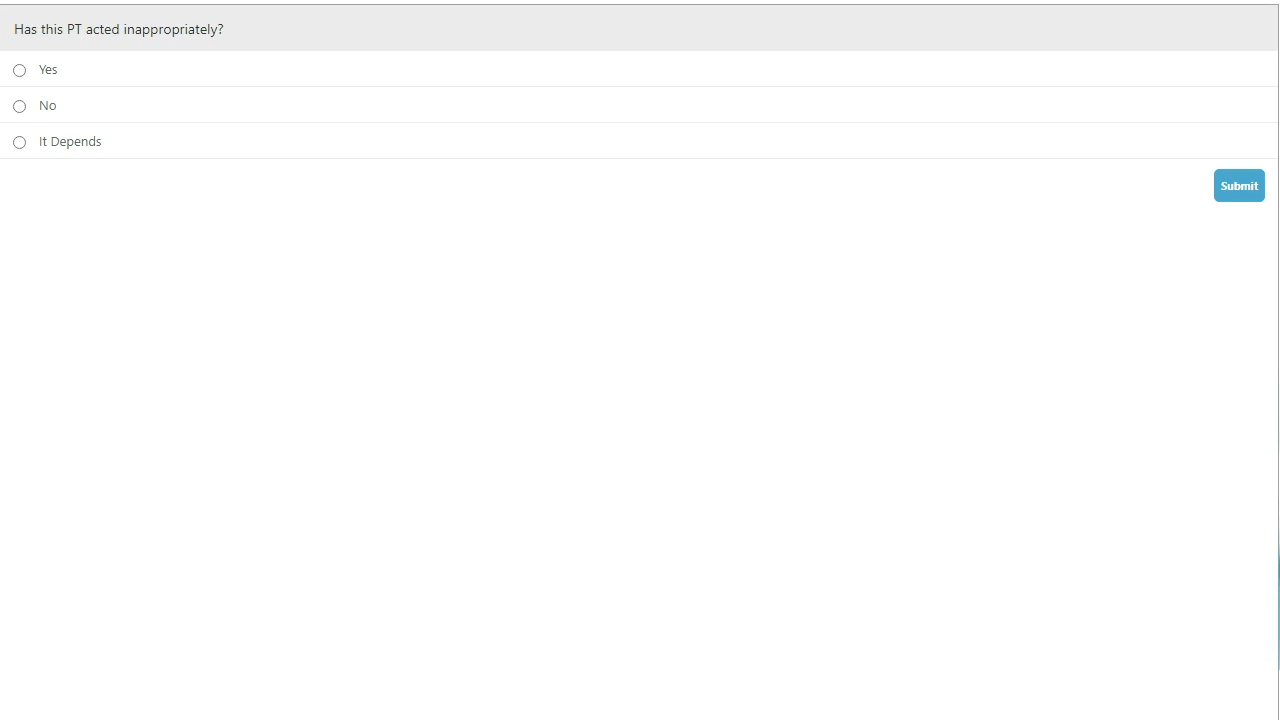 Has this PT acted inappropriately?
Yes
No
It Depends
Submit